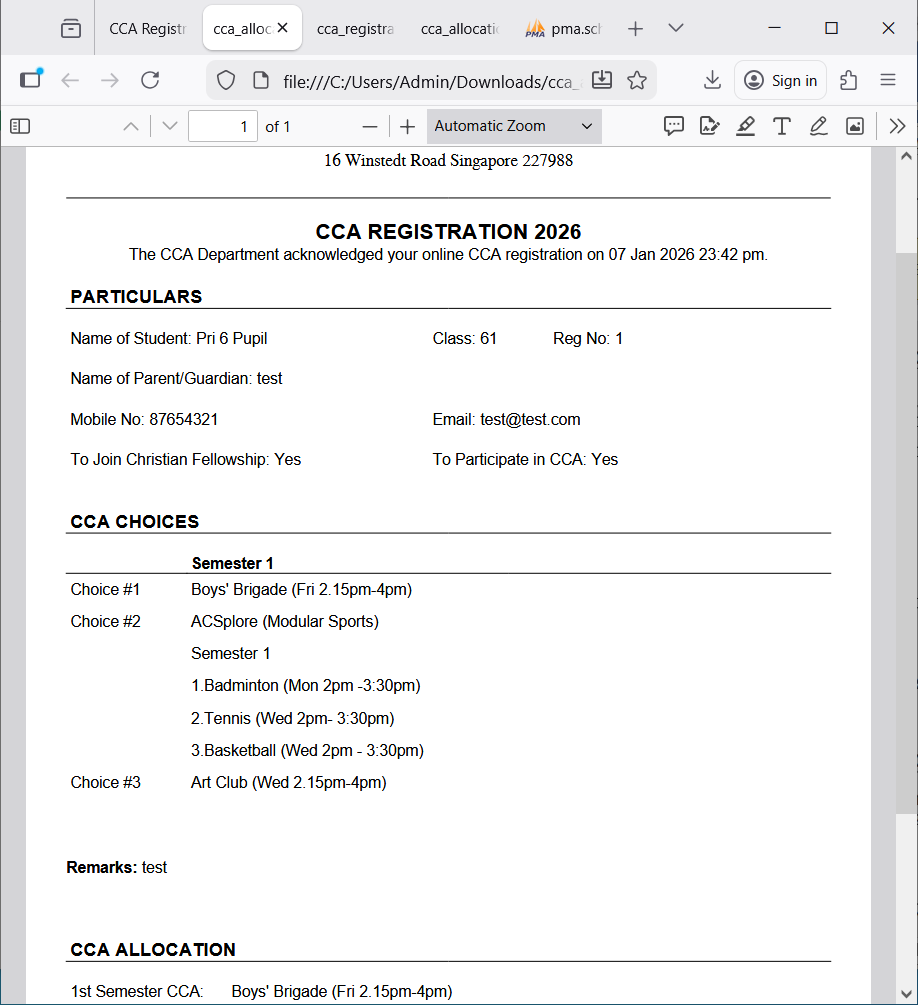 CCA Registr
cca_alloc
cca_registra
cca_allocati
PMA pma.sch
file:///C:/Users/Admin/Downloads/cca_
Sign in
1 of 1
Automatic Zoom
16 Winstedt Road Singapore 227988
CCA REGISTRATION 2026
The CCA Department acknowledged your online CCA registration on 07 Jan 2026 23:42 pm.
PARTICULARS
Name of Student: Pri 6 Pupil Class: 61 Reg No: 1
Name of Parent/Guardian: test
Mobile No: 87654321 Email: test@test.com
To Join Christian Fellowship: Yes To Participate in CCA: Yes
CCA CHOICES
Semester 1
Choice #1 Boys' Brigade (Fri 2.15pm-4pm)
Choice #2 ACSplore (Modular Sports)
Semester 1
1.Badminton (Mon 2pm -3:30pm)
2.Tennis (Wed 2pm- 3:30pm)
3.Basketball (Wed 2pm - 3:30pm)
Choice #3 Art Club (Wed 2.15pm-4pm)
Remarks: test
CCA ALLOCATION
1st Semester CCA: Boys' Brigade (Fri 2.15pm-4pm)